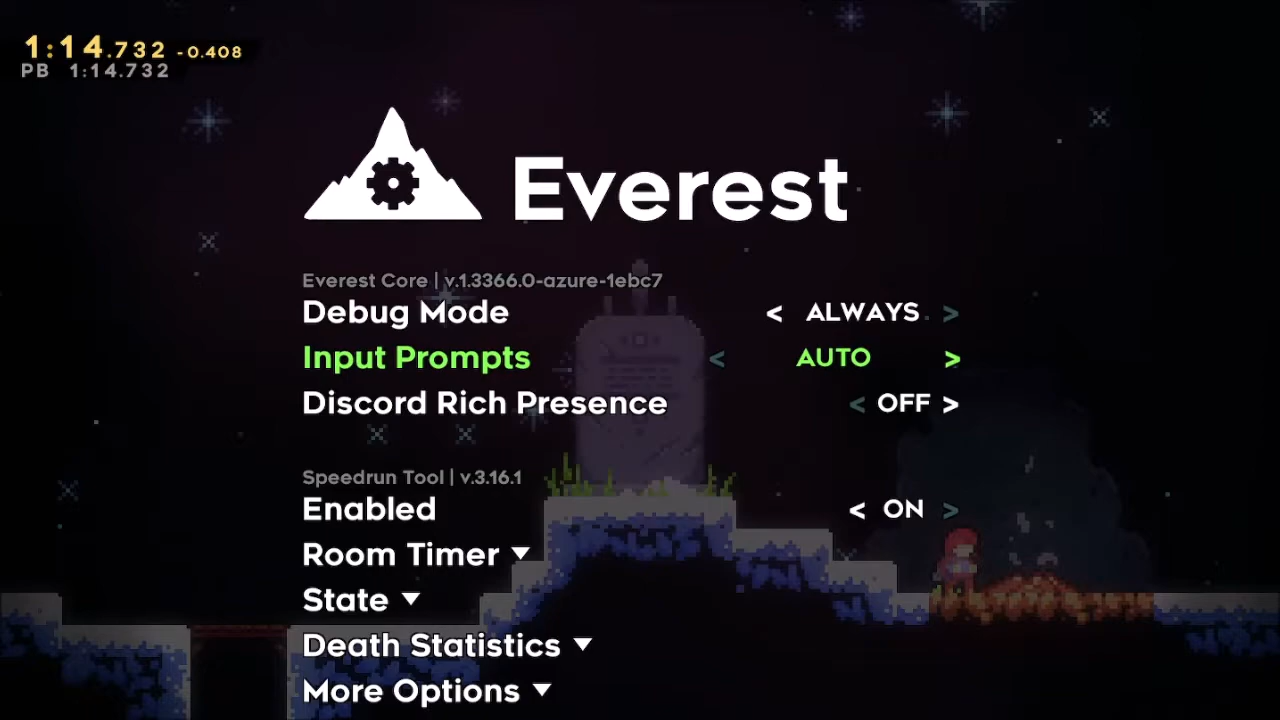 1:14.732 -0.408
PB 1:14.732
Everest
Everest Core | v.1.3366.0-azure-1ebc7
Debug Mode < ALWAYS >
Input Prompts < AUTO >
Discord Rich Presence < OFF >
Speedrun Tool | v.3.16.1
Enabled < ON >
Room Timer ▼
State ▼
Death Statistics ▼
More Options ▼